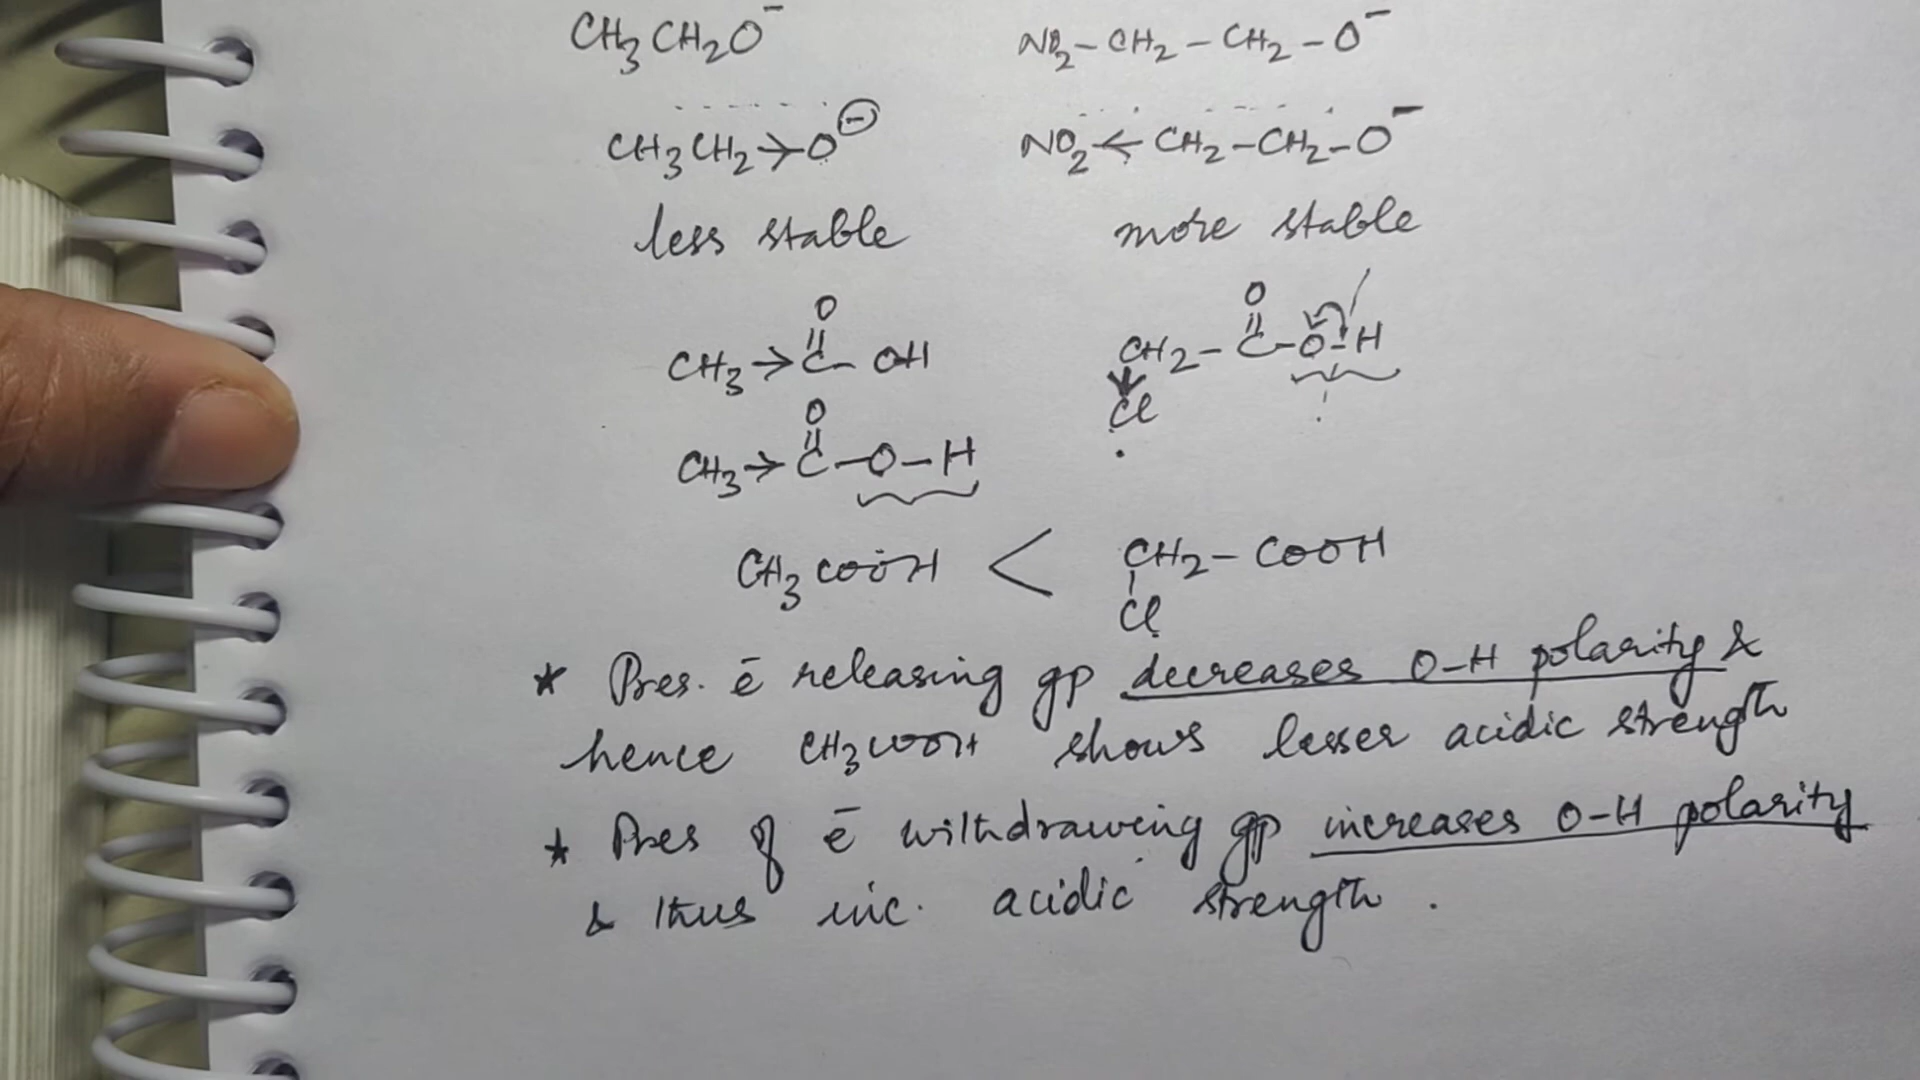 CH₃CH₂O⁻ NO₂-CH₂-CH₂-O⁻
CH₃CH₂→O⊖ NO₂←CH₂-CH₂-O⁻
less stable more stable
O O
|| ||
CH₃→C-OH CH₂-C-O-H
↓
Cl
O
||
CH₃→C-O-H
CH₃COOH < CH₂-COOH
|
Cl
★ Pres. ē releasing gp decreases O-H polarity &
hence CH₃COOH shows lesser acidic strength
★ Pres of ē withdrawing gp increases O-H polarity
& thus inc. acidic strength.